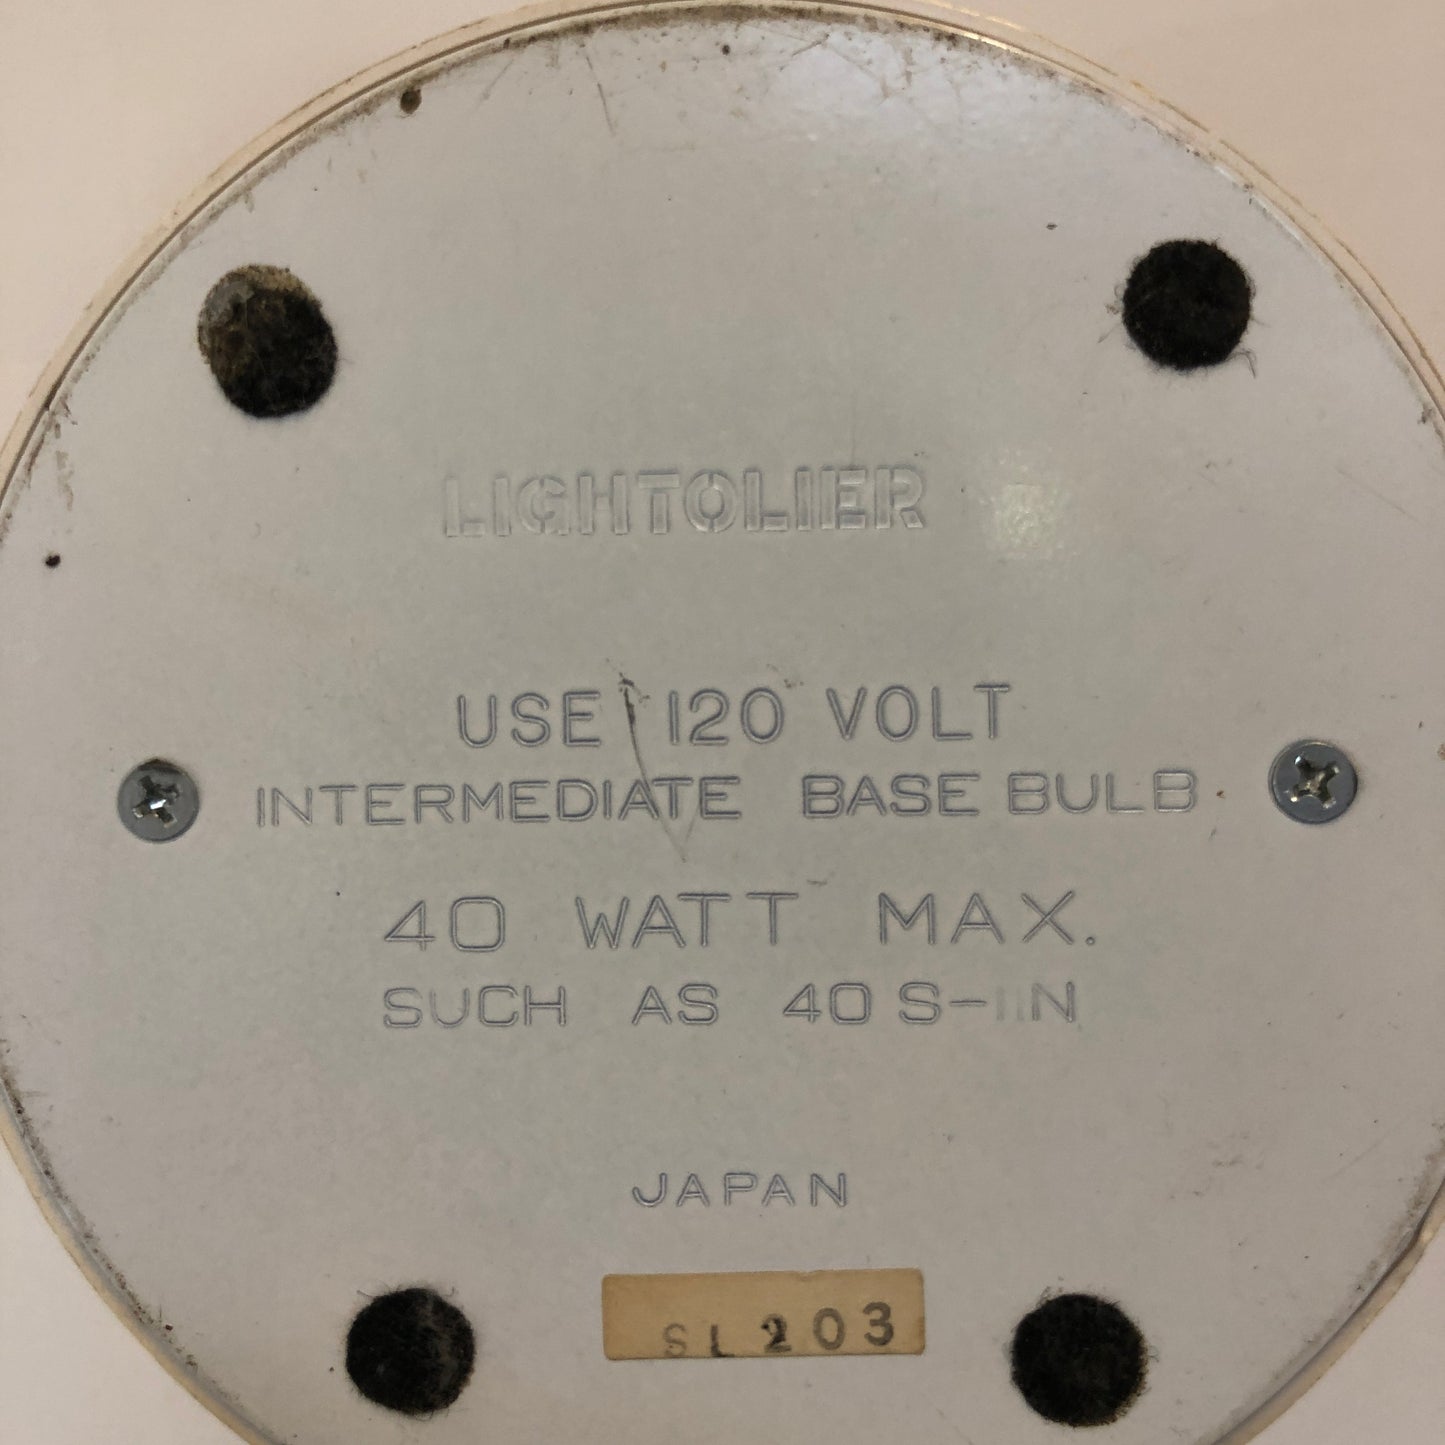 LIGHTOLIER
USE 120 VOLT
INTERMEDIATE BASE BULB
40 WATT MAX.
SUCH AS 40 S-11N
JAPAN
SL 203